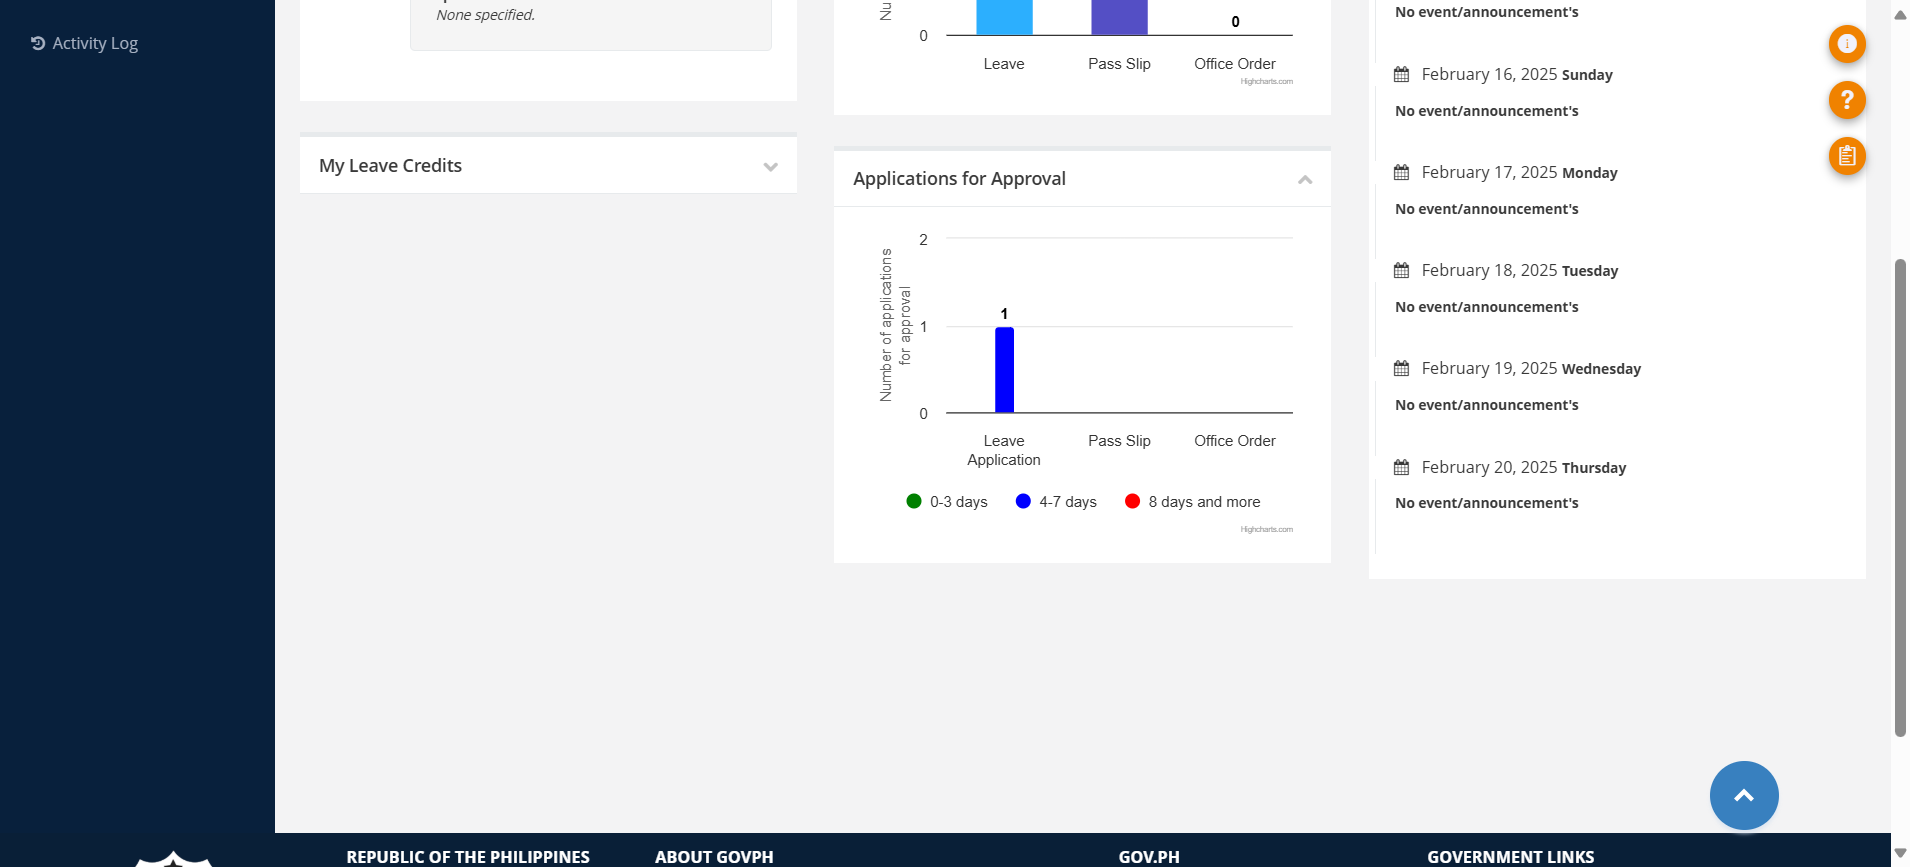 Activity Log
None specified.
My Leave Credits
Nu
0
0
Leave
Pass Slip
Office Order
Highcharts.com
Applications for Approval
Number of applications
for approval
2
1
0
1
Leave
Application
Pass Slip
Office Order
0-3 days
4-7 days
8 days and more
Highcharts.com
No event/announcement's
February 16, 2025 Sunday
No event/announcement's
February 17, 2025 Monday
No event/announcement's
February 18, 2025 Tuesday
No event/announcement's
February 19, 2025 Wednesday
No event/announcement's
February 20, 2025 Thursday
No event/announcement's
REPUBLIC OF THE PHILIPPINES
ABOUT GOVPH
GOV.PH
GOVERNMENT LINKS